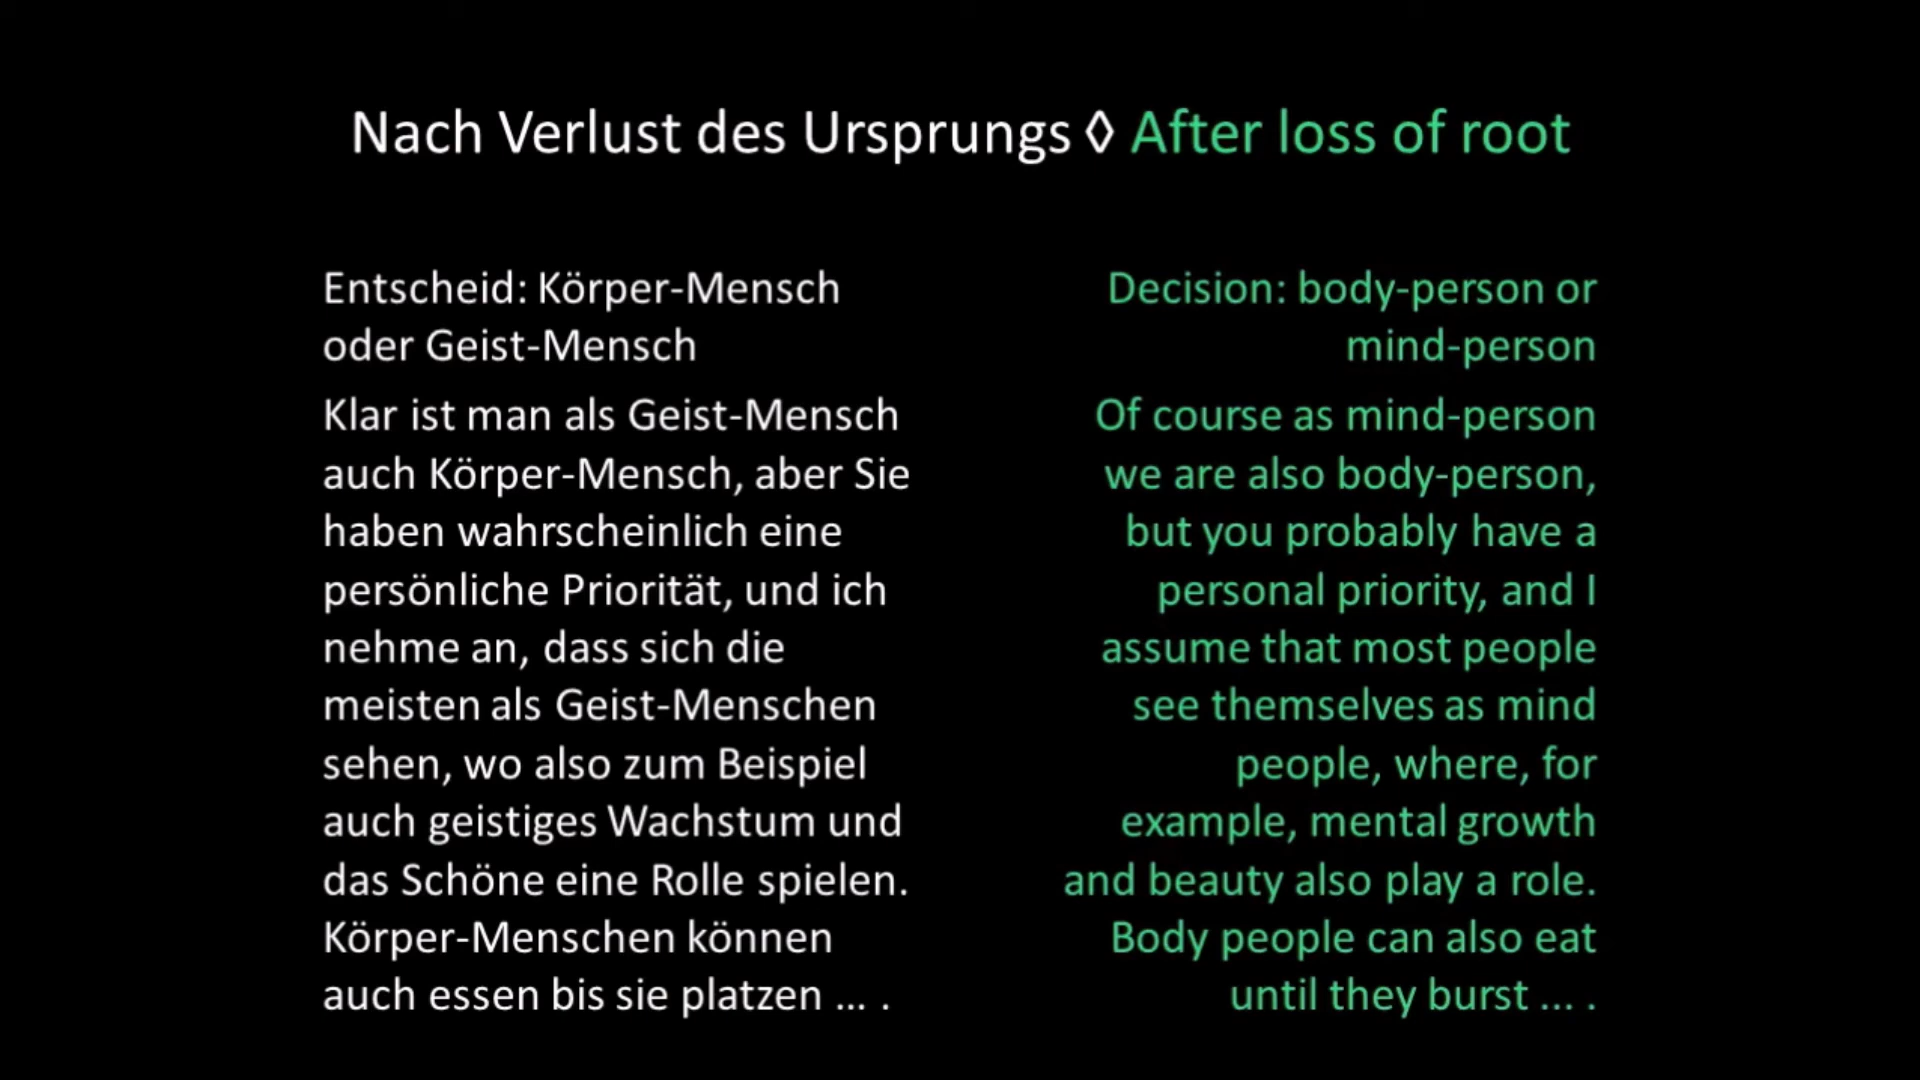 Nach Verlust des Ursprungs ◊ After loss of root
Entscheid: Körper-Mensch
oder Geist-Mensch
Klar ist man als Geist-Mensch
auch Körper-Mensch, aber Sie
haben wahrscheinlich eine
persönliche Priorität, und ich
nehme an, dass sich die
meisten als Geist-Menschen
sehen, wo also zum Beispiel
auch geistiges Wachstum und
das Schöne eine Rolle spielen.
Körper-Menschen können
auch essen bis sie platzen ... .
Decision: body-person or
mind-person
Of course as mind-person
we are also body-person,
but you probably have a
personal priority, and I
assume that most people
see themselves as mind
people, where, for
example, mental growth
and beauty also play a role.
Body people can also eat
until they burst ... .